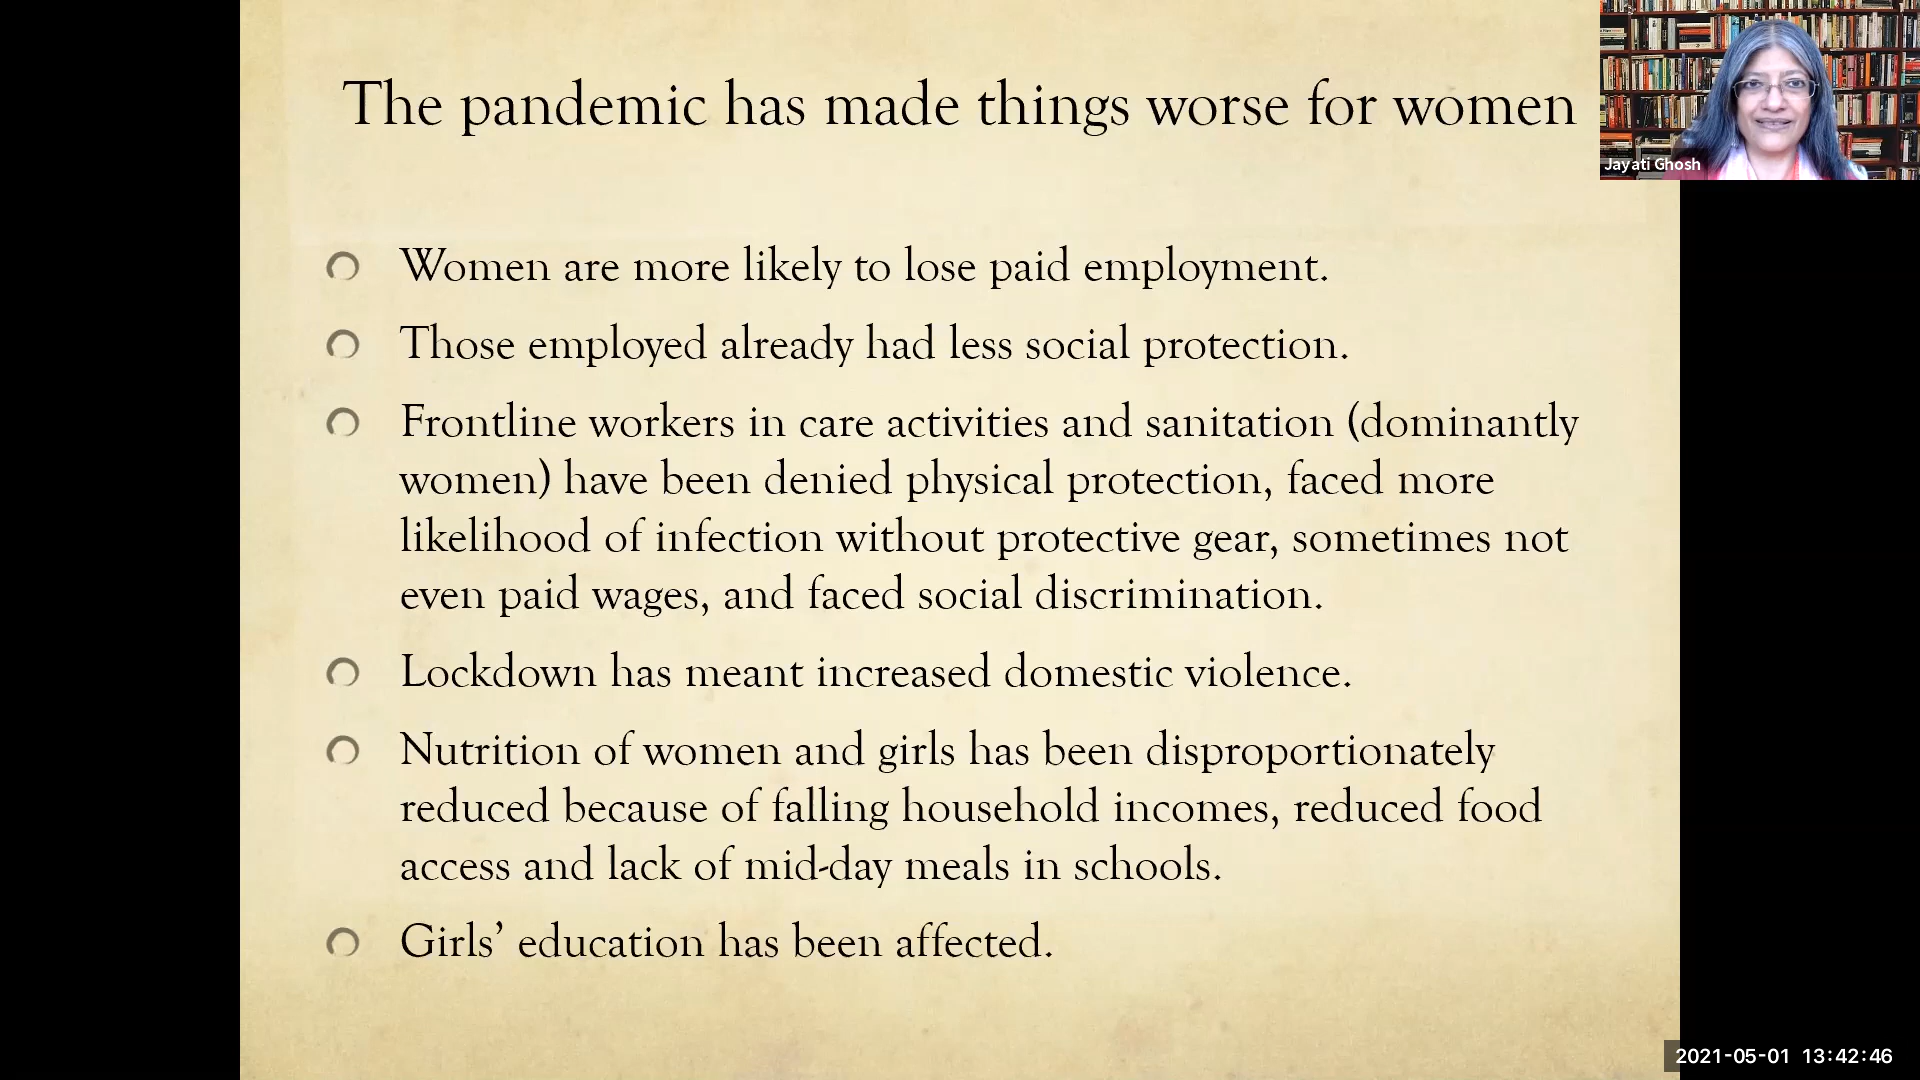 The pandemic has made things worse for women
Jayati Ghosh
Women are more likely to lose paid employment.
Those employed already had less social protection.
Frontline workers in care activities and sanitation (dominantly
women) have been denied physical protection, faced more
likelihood of infection without protective gear, sometimes not
even paid wages, and faced social discrimination.
Lockdown has meant increased domestic violence.
Nutrition of women and girls has been disproportionately
reduced because of falling household incomes, reduced food
access and lack of mid-day meals in schools.
Girls’ education has been affected.
2021-05-01 13:42:46